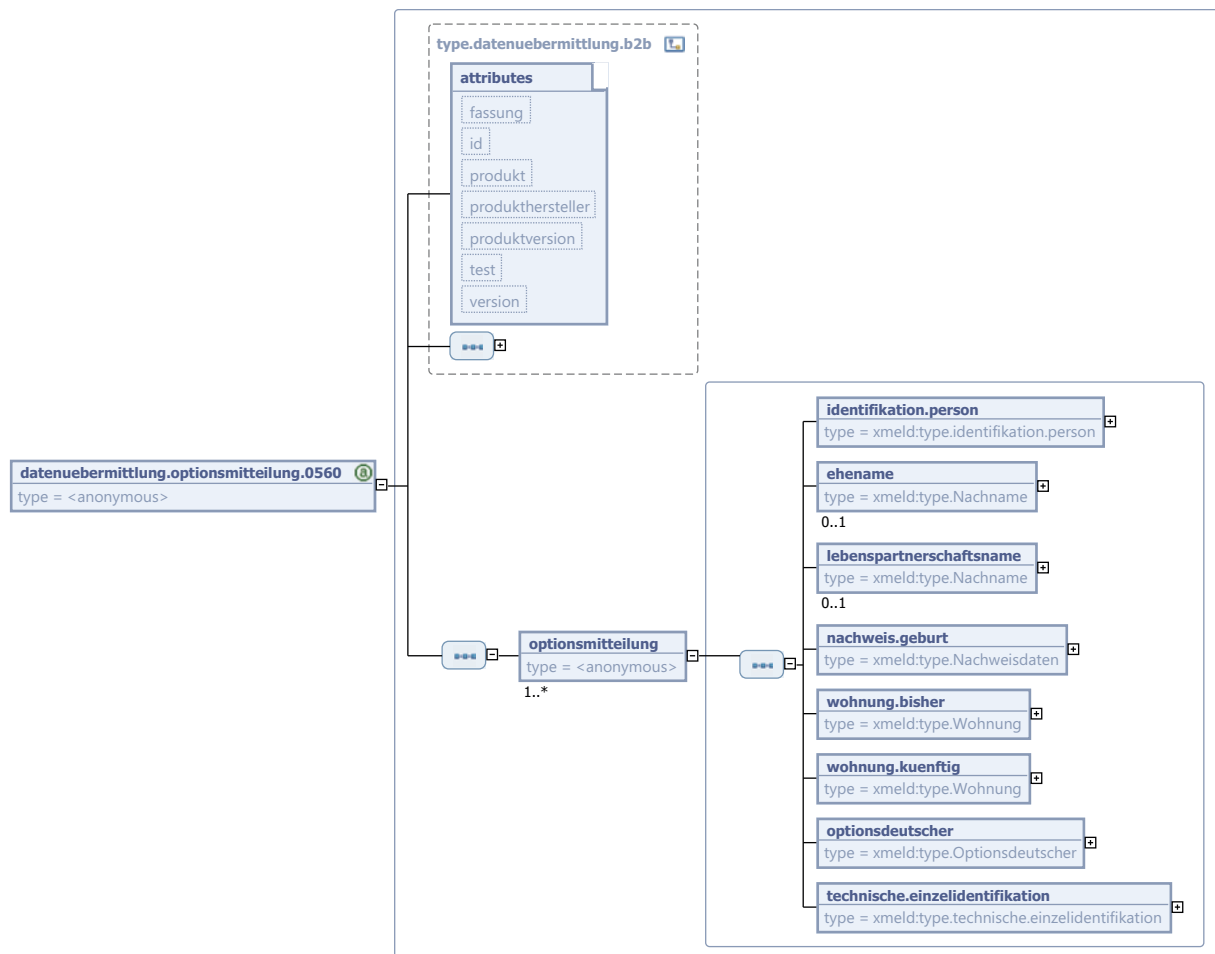 type.datenuebermittlung.b2b
attributes
fassung
id
produkt
produkthersteller
produktversion
test
version
identifikation.person
type = xmeld:type.identifikation.person
ehename
type = xmeld:type.Nachname
0..1
lebenspartnerschaftsname
type = xmeld:type.Nachname
0..1
datenuebermittlung.optionsmitteilung.0560
type = <anonymous>
optionsmitteilung
type = <anonymous>
1..*
nachweis.geburt
type = xmeld:type.Nachweisdaten
wohnung.bisher
type = xmeld:type.Wohnung
wohnung.kuenftig
type = xmeld:type.Wohnung
optionsdeutscher
type = xmeld:type.Optionsdeutscher
technische.einzelidentifikation
type = xmeld:type.technische.einzelidentifikation